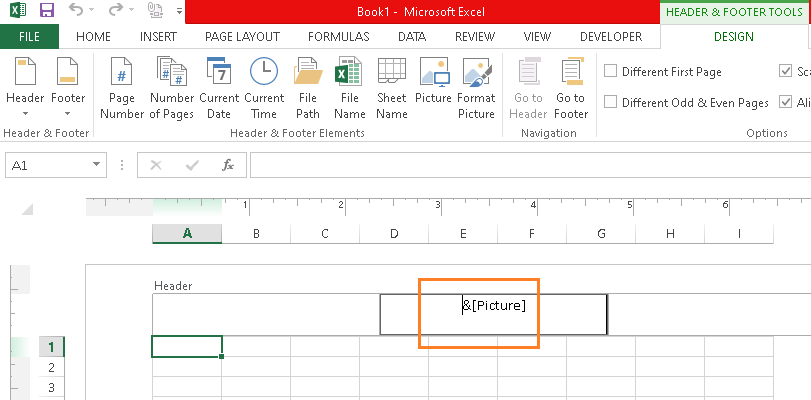 Book1 - Microsoft Excel
HEADER & FOOTER TOOLS
FILE HOME INSERT PAGE LAYOUT FORMULAS DATA REVIEW VIEW DEVELOPER DESIGN
Header Footer Page Number Number of Pages Current Date Current Time File Path File Name Sheet Name Picture Format Picture Go to Header Go to Footer
Different First Page
Different Odd & Even Pages
Header & Footer
Header & Footer Elements
Navigation
Options
A1
fx
1 2 3 4 5 6
A B C D E F G H I
Header
&[Picture]
1
2
3